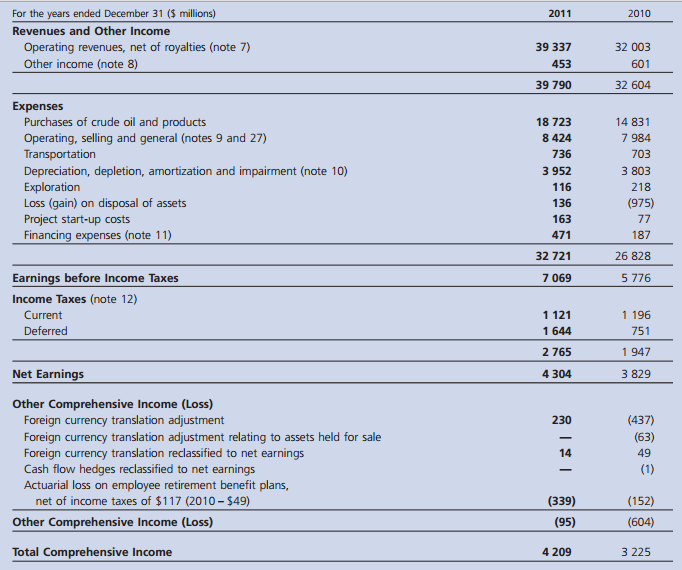 For the years ended December 31 ($ millions) 2011 2010
Revenues and Other Income
Operating revenues, net of royalties (note 7) 39 337 32 003
Other income (note 8) 453 601
39 790 32 604
Expenses
Purchases of crude oil and products 18 723 14 831
Operating, selling and general (notes 9 and 27) 8 424 7 984
Transportation 736 703
Depreciation, depletion, amortization and impairment (note 10) 3 952 3 803
Exploration 116 218
Loss (gain) on disposal of assets 136 (975)
Project start-up costs 163 77
Financing expenses (note 11) 471 187
32 721 26 828
Earnings before Income Taxes 7 069 5 776
Income Taxes (note 12)
Current 1 121 1 196
Deferred 1 644 751
2 765 1 947
Net Earnings 4 304 3 829
Other Comprehensive Income (Loss)
Foreign currency translation adjustment 230 (437)
Foreign currency translation adjustment relating to assets held for sale — (63)
Foreign currency translation reclassified to net earnings 14 49
Cash flow hedges reclassified to net earnings — (1)
Actuarial loss on employee retirement benefit plans,
net of income taxes of $117 (2010 – $49) (339) (152)
Other Comprehensive Income (Loss) (95) (604)
Total Comprehensive Income 4 209 3 225